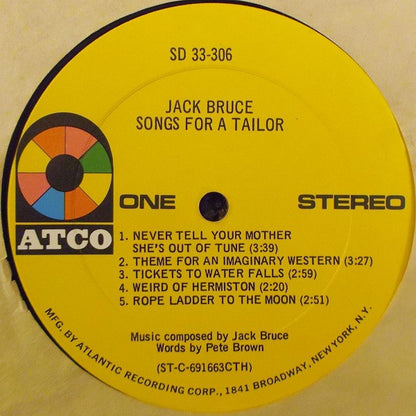 SD 33-306
JACK BRUCE
SONGS FOR A TAILOR
ATCO
ONE
STEREO
1. NEVER TELL YOUR MOTHER
SHE'S OUT OF TUNE (3:39)
2. THEME FOR AN IMAGINARY WESTERN (3:27)
3. TICKETS TO WATER FALLS (2:59)
4. WEIRD OF HERMISTON (2:20)
5. ROPE LADDER TO THE MOON (2:51)
Music composed by Jack Bruce
Words by Pete Brown
(ST-C-691663CTH)
MFG. BY ATLANTIC RECORDING CORP., 1841 BROADWAY, NEW YORK, N.Y.